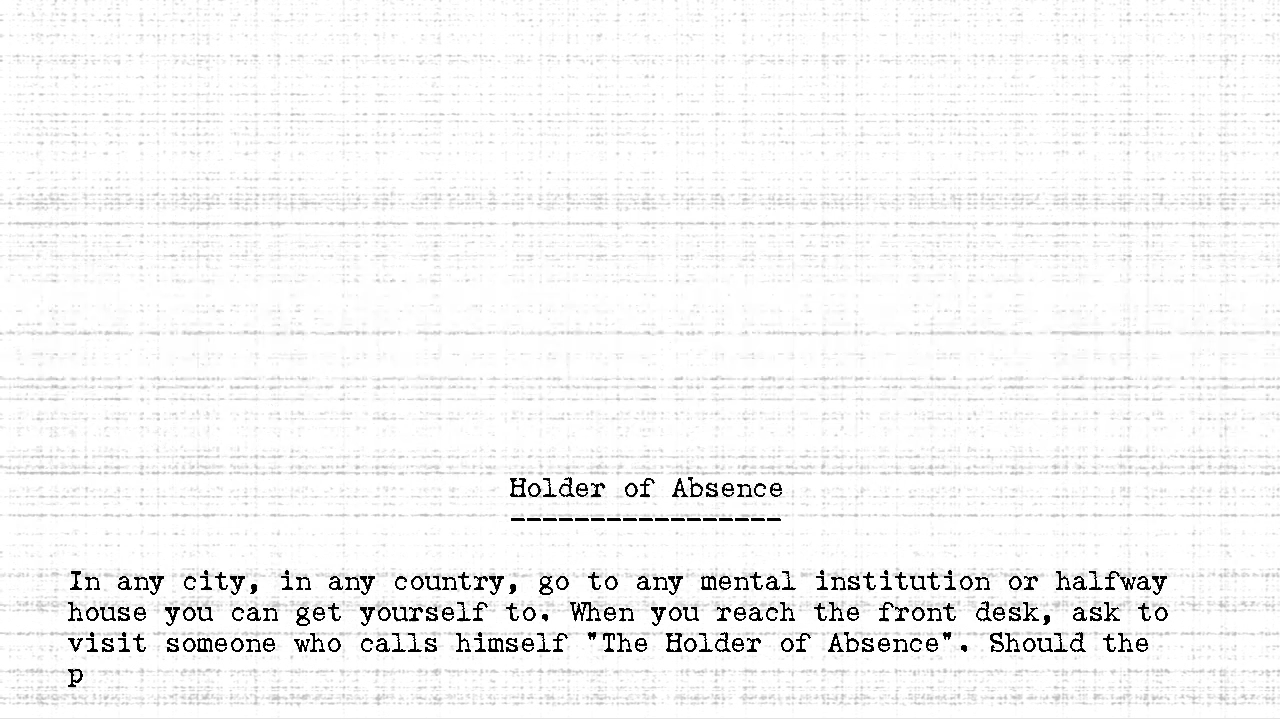 Holder of Absence
-----------------
In any city, in any country, go to any mental institution or halfway
house you can get yourself to. When you reach the front desk, ask to
visit someone who calls himself "The Holder of Absence". Should the
p